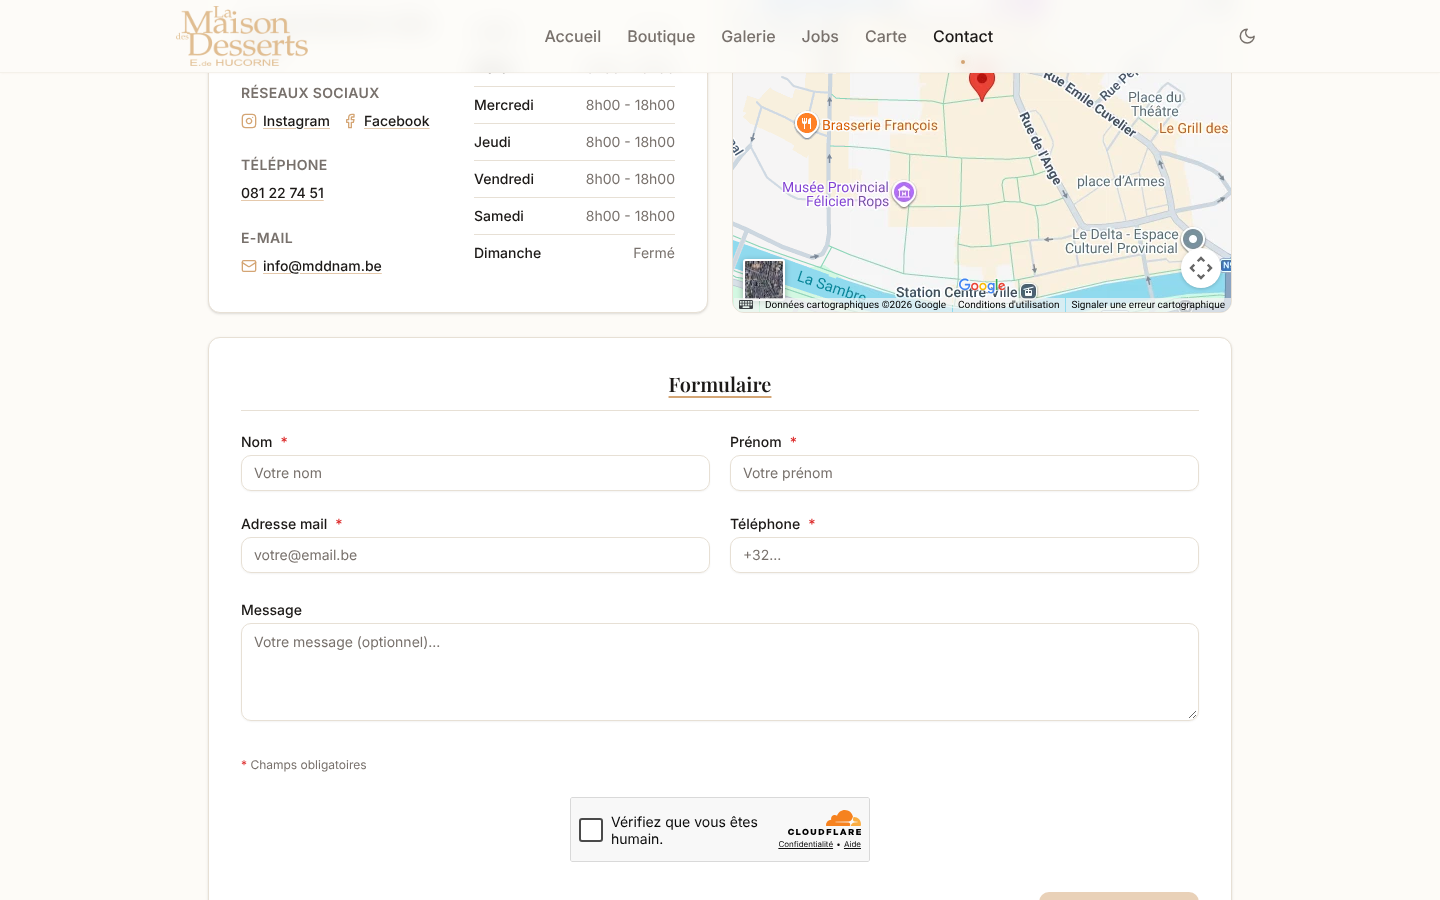 La
Maison
des
Desserts
E. de HUCORNE
Accueil
Boutique
Galerie
Jobs
Carte
Contact
RÉSEAUX SOCIAUX
Instagram
Facebook
TÉLÉPHONE
081 22 74 51
E-MAIL
info@mddnam.be
Mercredi 8h00 - 18h00
Jeudi 8h00 - 18h00
Vendredi 8h00 - 18h00
Samedi 8h00 - 18h00
Dimanche Fermé
Rue Emile Cuvelier
Place du
Théâtre
Brasserie François
Le Grill des
Rue de l'Ange
Musée Provincial
Félicien Rops
place d'Armes
Le Delta - Espace
Culturel Provincial
La Sambre
Station Centre-Ville
Google
Données cartographiques ©2026 Google
Conditions d'utilisation
Signaler une erreur cartographique
Formulaire
Nom *
Votre nom
Prénom *
Votre prénom
Adresse mail *
votre@email.be
Téléphone *
+32...
Message
Votre message (optionnel)...
* Champs obligatoires
Vérifiez que vous êtes
humain.
CLOUDFLARE
Confidentialité • Aide